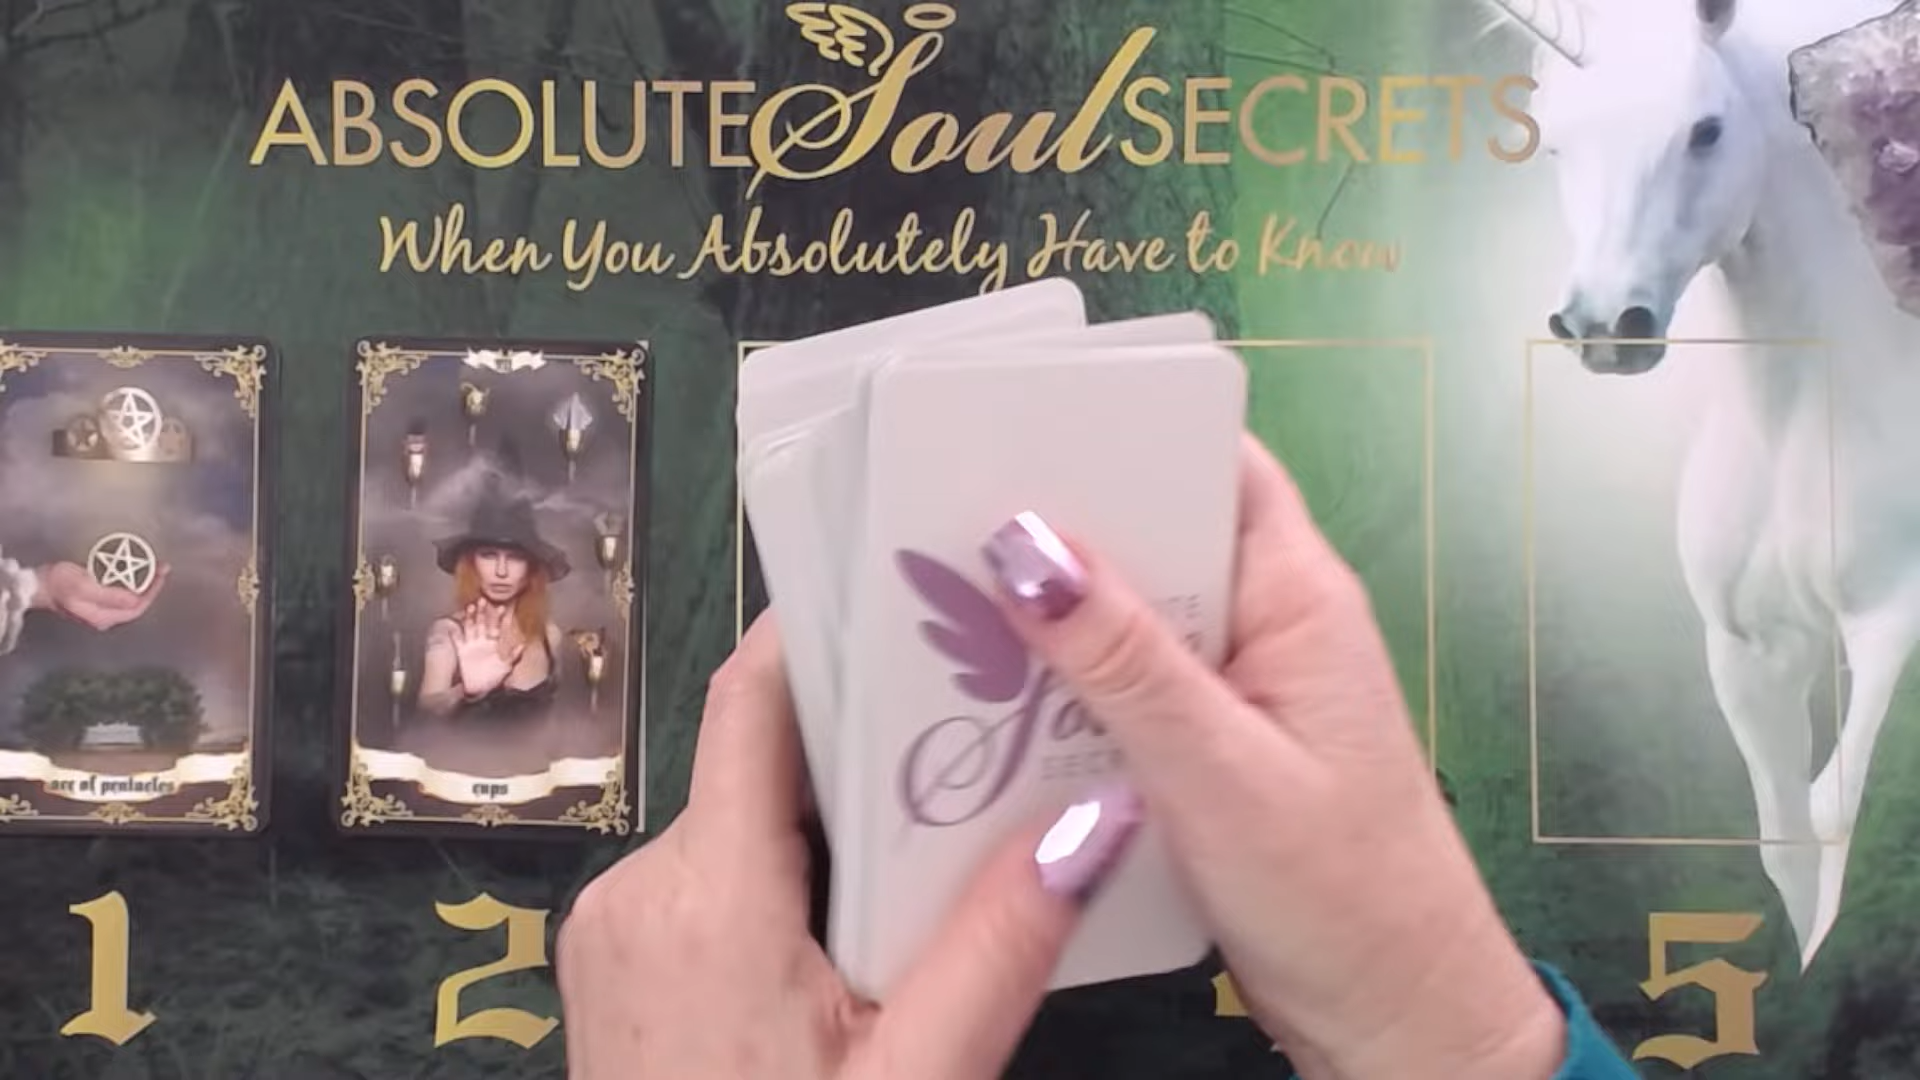 ABSOLUTE Soul SECRETS
When You Absolutely Have to Know
ace of pentacles
cups
1
2
5